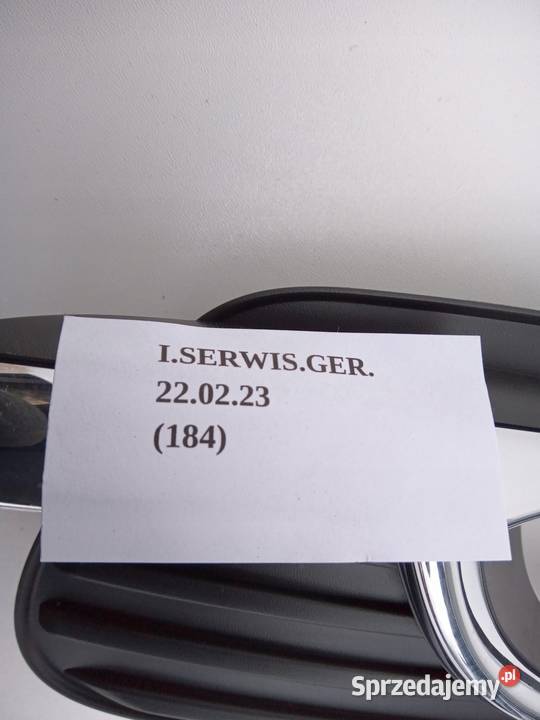 I.SERWIS.GER.
22.02.23
(184)
Sprzedajemy.pl